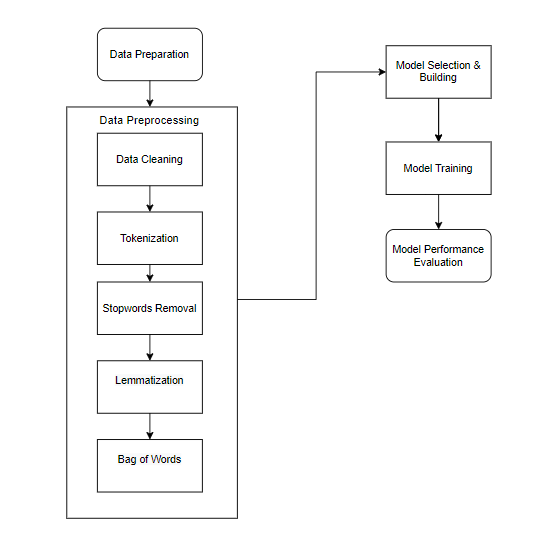 Data Preparation
Data Preprocessing
Data Cleaning
Tokenization
Stopwords Removal
Lemmatization
Bag of Words
Model Selection &
Building
Model Training
Model Performance
Evaluation